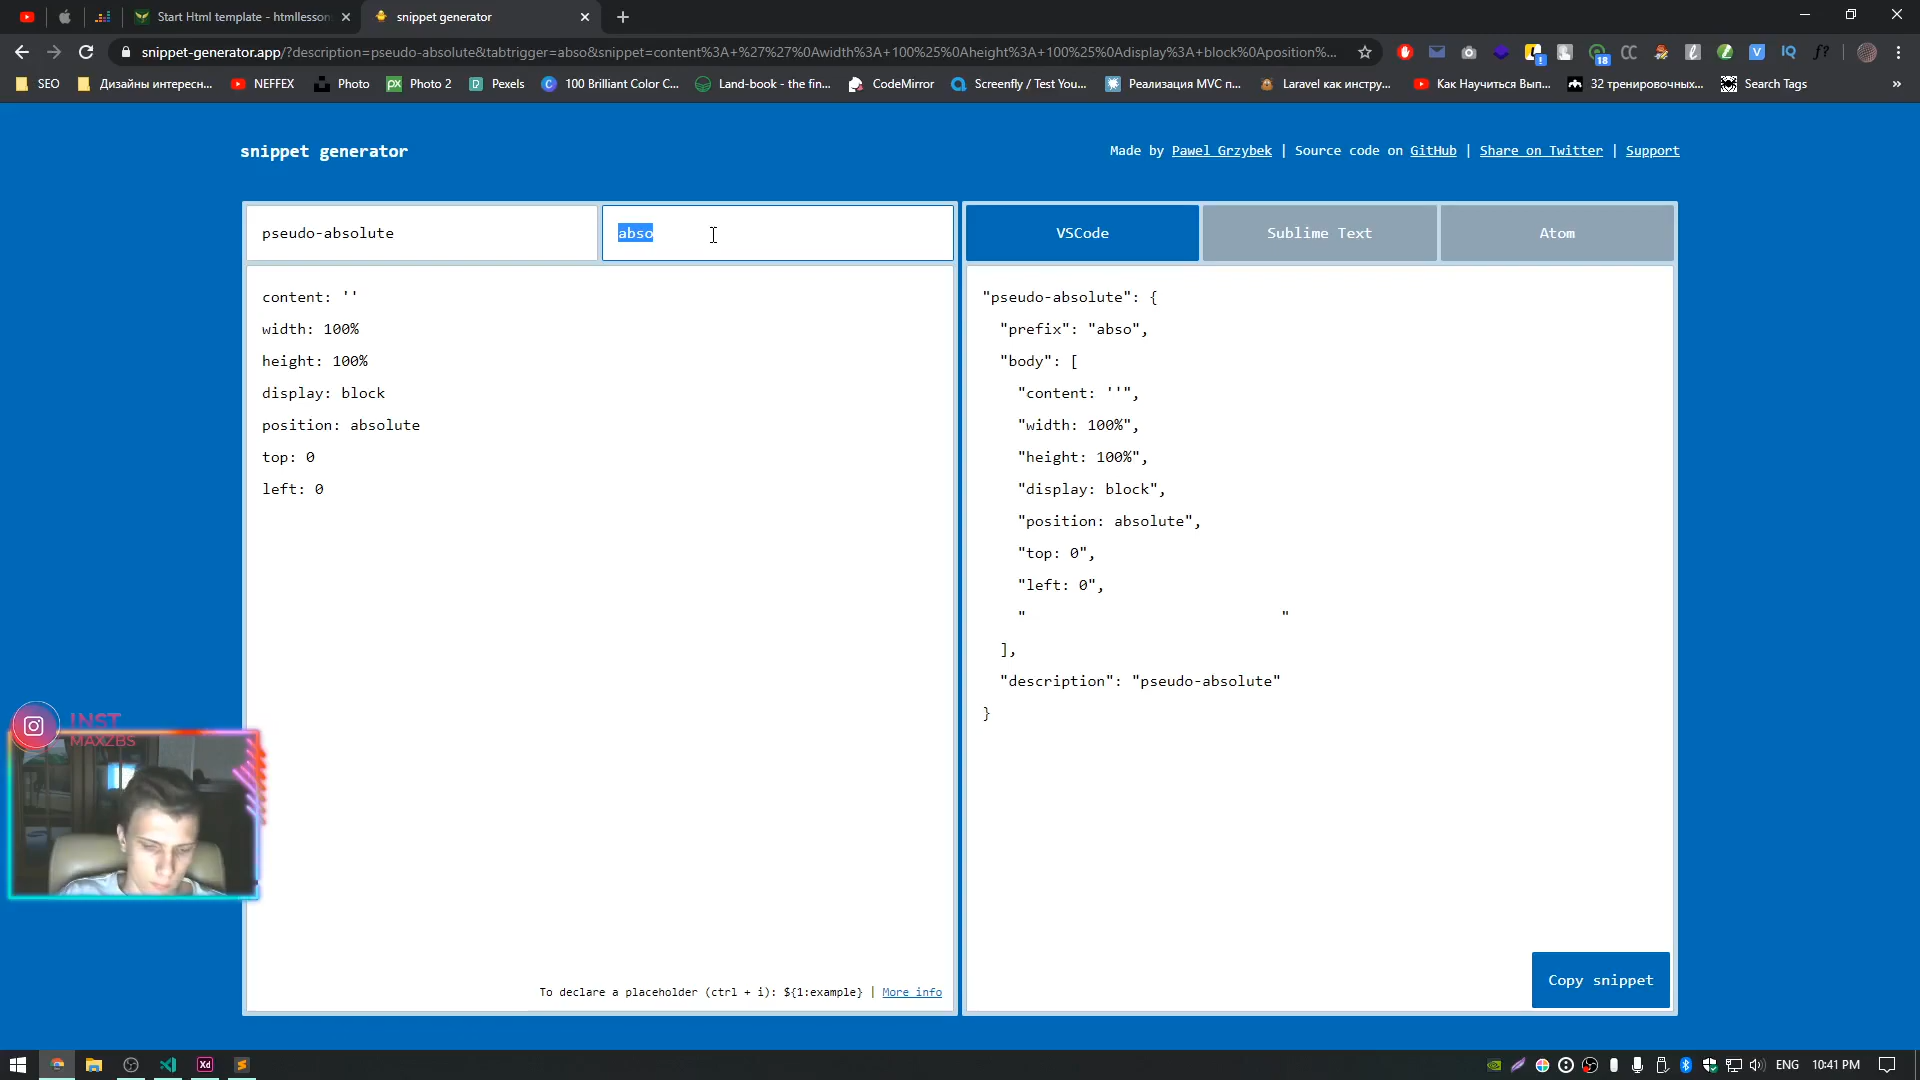 Start Html template - htmllesson
snippet generator
snippet-generator.app/?description=pseudo-absolute&tabtrigger=abso&snippet=content%3A+%27%27%0Awidth%3A+100%25%0Aheight%3A+100%25%0Adisplay%3A+block%0Aposition%...
18
SEO
Дизайны интересн...
NEFFEX
Photo
Photo 2
Pexels
100 Brilliant Color C...
Land-book - the fin...
CodeMirror
Screenfly / Test You...
Реализация MVC п...
Laravel как инстру...
Как Научиться Вып...
32 тренировочных...
Search Tags
snippet generator
Made by Pawel Grzybek | Source code on GitHub | Share on Twitter | Support
pseudo-absolute
abso
VSCode
Sublime Text
Atom
content: ''
width: 100%
height: 100%
display: block
position: absolute
top: 0
left: 0
"pseudo-absolute": {
"prefix": "abso",
"body": [
"content: ''",
"width: 100%",
"height: 100%",
"display: block",
"position: absolute",
"top: 0",
"left: 0",
" "
],
"description": "pseudo-absolute"
}
INST
MAXZBS
To declare a placeholder (ctrl + i): ${1:example} | More info
Copy snippet
Xd
ENG
10:41 PM